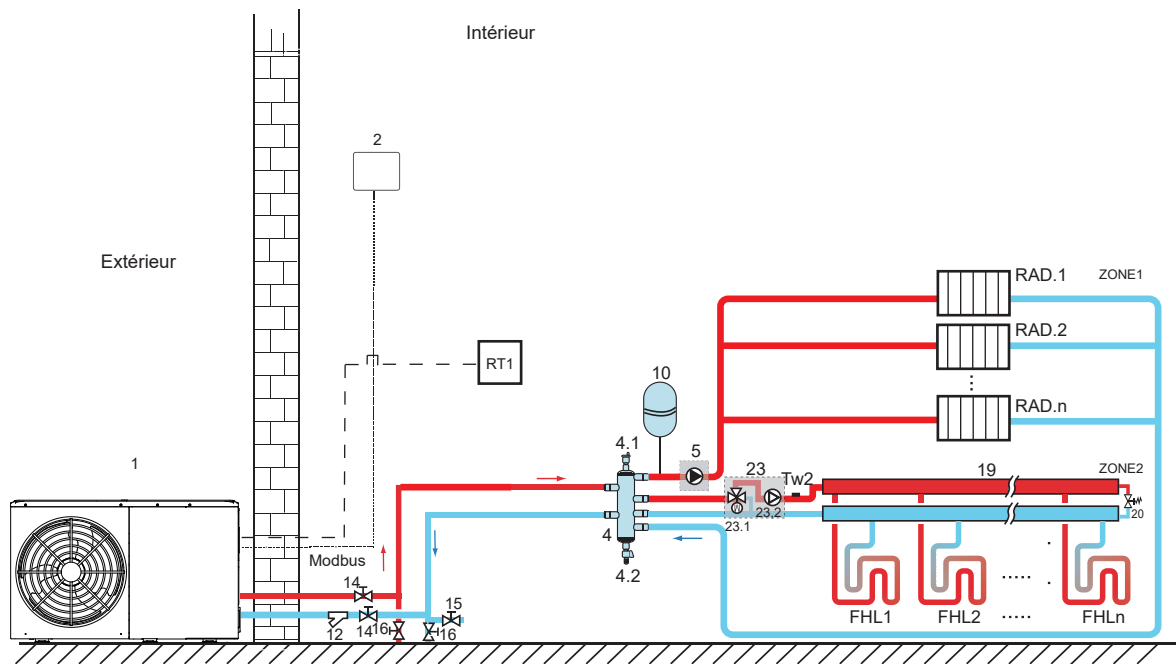 Intérieur
2
Extérieur
RAD.1
ZONE1
RAD.2
RT1
10
RAD.n
4.1
5
1
23
Tw2
19
ZONE2
4
23.1
23.2
20
Modbus
4.2
14
15
12
14
16
16
FHL1
FHL2
FHLn